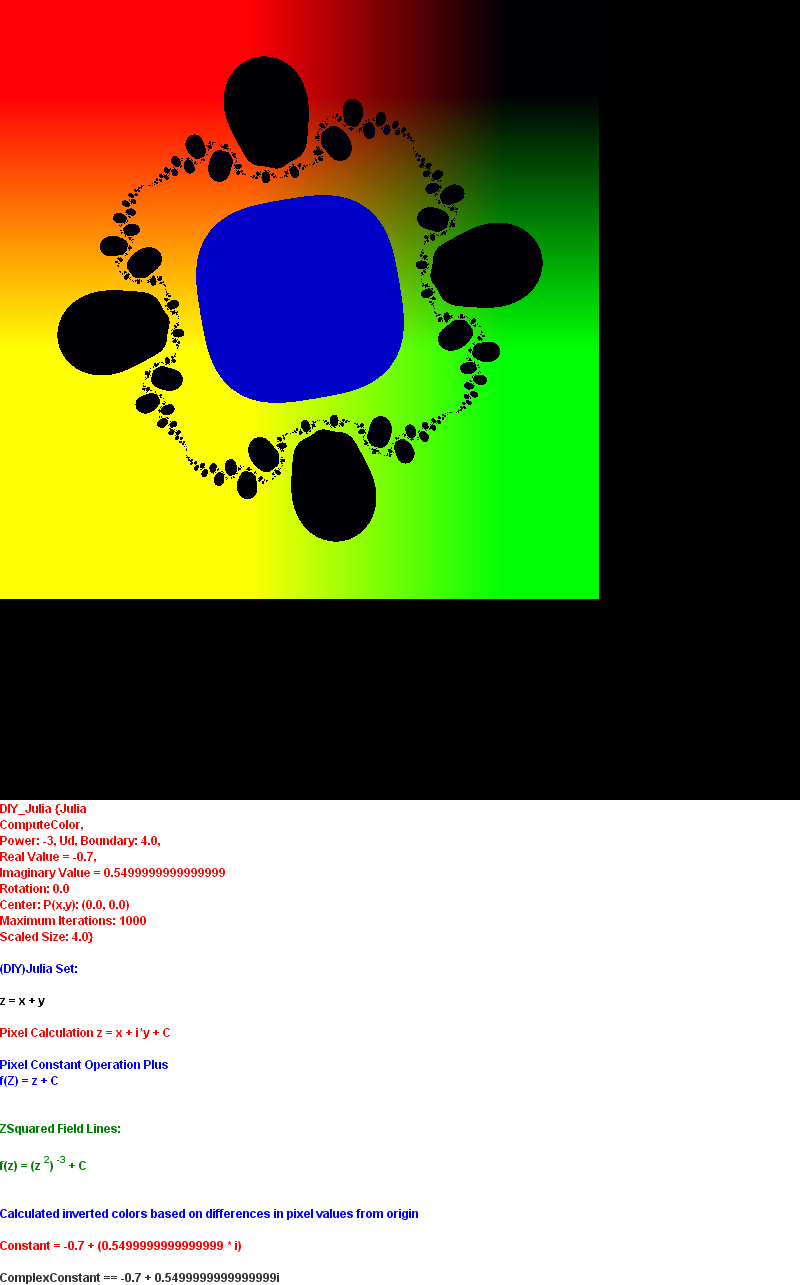 DIY_Julia {Julia
ComputeColor,
Power: -3, Ud, Boundary: 4.0,
Real Value = -0.7,
Imaginary Value = 0.5499999999999999
Rotation: 0.0
Center: P(x,y): (0.0, 0.0)
Maximum Iterations: 1000
Scaled Size: 4.0}
(DIY)Julia Set:
z = x + y
Pixel Calculation z = x + i*y + C
Pixel Constant Operation Plus
f(Z) = z + C
ZSquared Field Lines:
f(z) = (z 2) -3 + C
Calculated inverted colors based on differences in pixel values from origin
Constant = -0.7 + (0.5499999999999999 * i)
ComplexConstant == -0.7 + 0.5499999999999999i